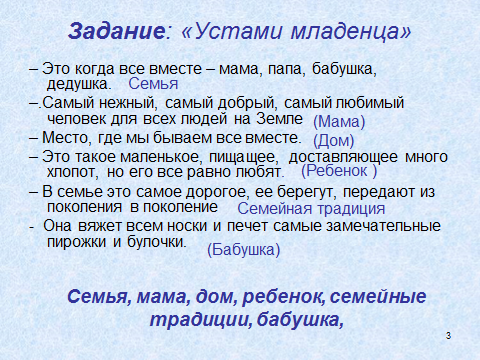 Задание: «Устами младенца»
– Это когда все вместе – мама, папа, бабушка,
дедушка. Семья
–.Самый нежный, самый добрый, самый любимый
человек для всех людей на Земле (Мама)
– Место, где мы бываем все вместе. (Дом)
– Это такое маленькое, пищащее, доставляющее много
хлопот, но его все равно любят. (Ребенок )
– В семье это самое дорогое, ее берегут, передают из
поколения в поколение Семейная традиция
- Она вяжет всем носки и печет самые замечательные
пирожки и булочки. (Бабушка)
Семья, мама, дом, ребенок, семейные
традиции, бабушка,
3